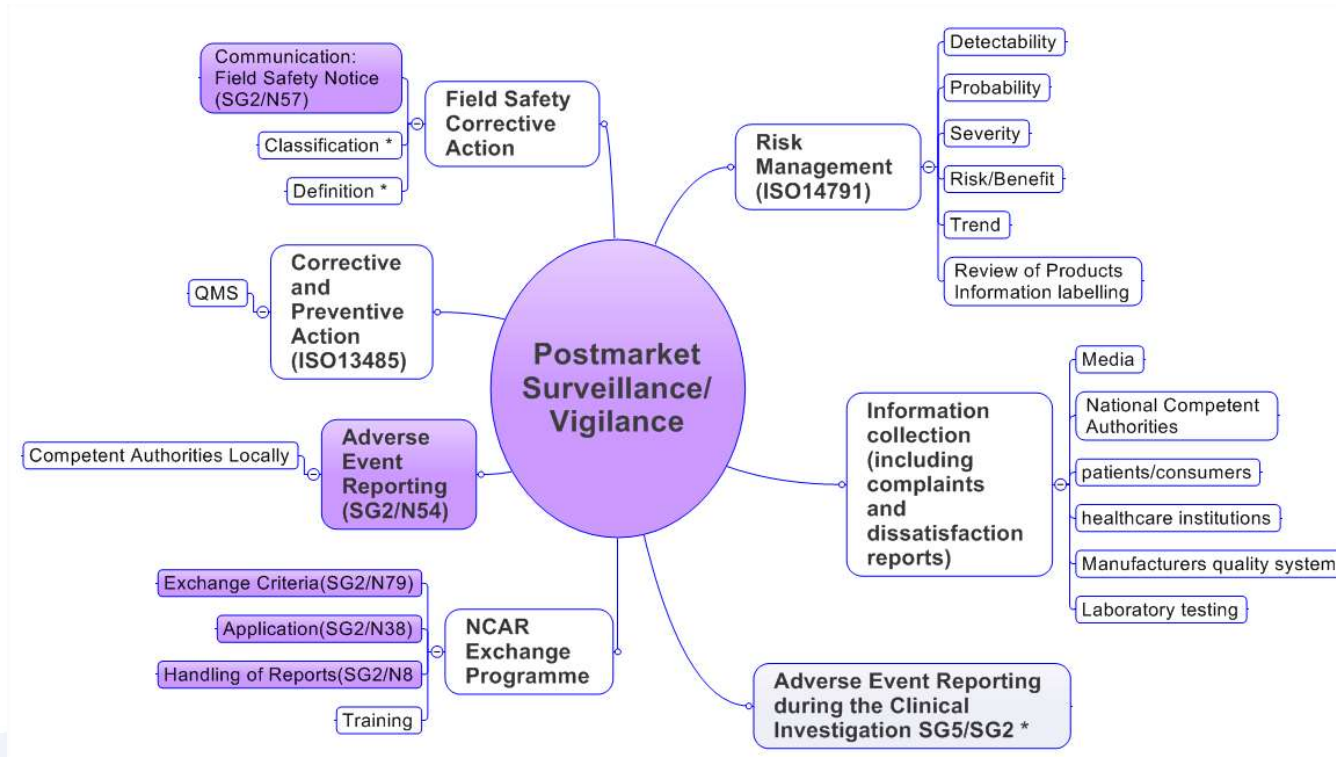 Communication:
Field Safety Notice
(SG2/N57)
Classification *
Definition *
Field Safety
Corrective
Action
QMS
Corrective
and
Preventive
Action
(ISO13485)
Competent Authorities Locally
Adverse
Event
Reporting
(SG2/N54)
Exchange Criteria(SG2/N79)
Application(SG2/N38)
Handling of Reports(SG2/N8
Training
NCAR
Exchange
Programme
Postmarket
Surveillance/
Vigilance
Risk
Management
(ISO14791)
Detectability
Probability
Severity
Risk/Benefit
Trend
Review of Products
Information labelling
Information
collection
(including
complaints
and
dissatisfaction
reports)
Media
National Competent
Authorities
patients/consumers
healthcare institutions
Manufacturers quality system
Laboratory testing
Adverse Event Reporting
during the Clinical
Investigation SG5/SG2 *